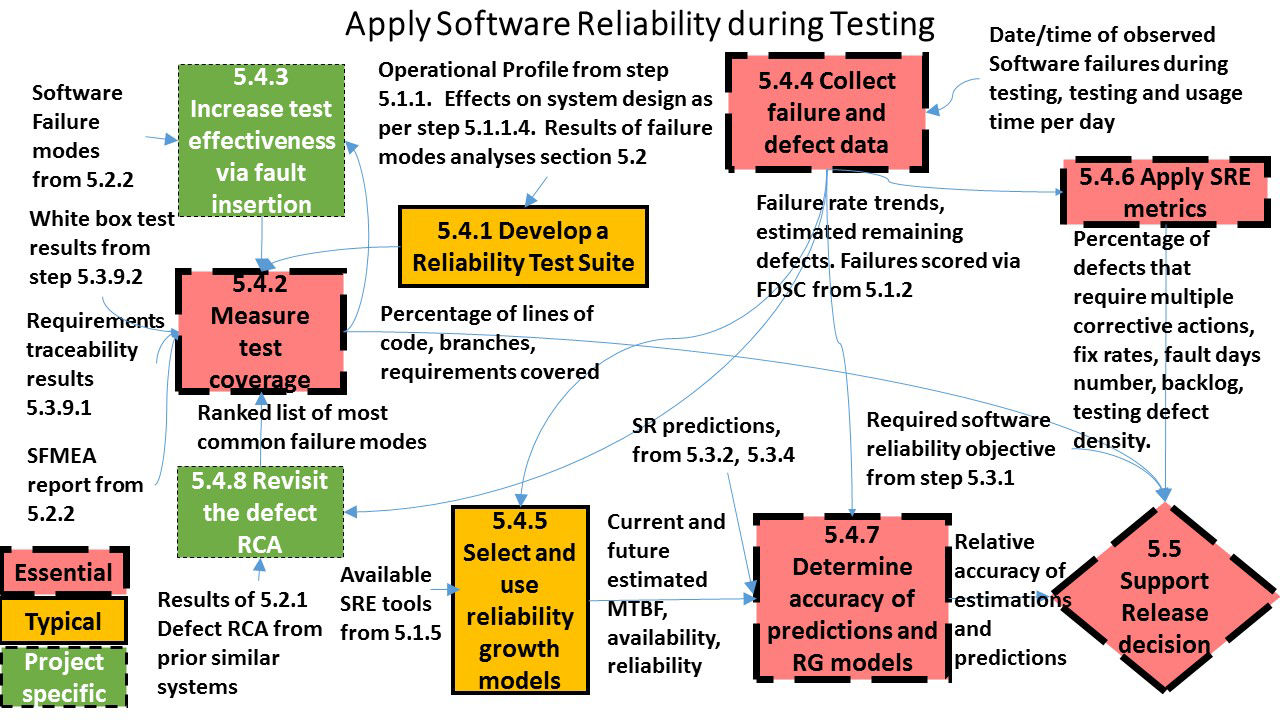 Apply Software Reliability during Testing
Software
Failure
modes
from 5.2.2
5.4.3
Increase test
effectiveness
via fault
insertion
Operational Profile from step
5.1.1.  Effects on system design as
per step 5.1.1.4.  Results of failure
modes analyses section 5.2
5.4.4 Collect
failure and
defect data
Date/time of observed
Software failures during
testing, testing and usage
time per day
5.4.6 Apply SRE
metrics
White box test
results from
step 5.3.9.2
5.4.1 Develop a
Reliability Test Suite
Failure rate trends,
estimated remaining
defects. Failures scored via
FDSC from 5.1.2
Percentage of
defects that
require multiple
corrective actions,
fix rates, fault days
number, backlog,
testing defect
density.
5.4.2
Measure
test
coverage
Requirements
traceability
results
5.3.9.1
Percentage of lines of
code, branches,
requirements covered
Ranked list of most
common failure modes
SR predictions,
from 5.3.2, 5.3.4
Required software
reliability objective
from step 5.3.1
SFMEA
report from
5.2.2
5.4.8 Revisit
the defect
RCA
5.4.5
Select and
use
reliability
growth
models
Current and
future
estimated
MTBF,
availability,
reliability
5.4.7
Determine
accuracy of
predictions and
RG models
Relative
accuracy of
estimations
and
predictions
5.5
Support
Release
decision
Available
SRE tools
from 5.1.5
Results of 5.2.1
Defect RCA from
prior similar
systems
Essential
Typical
Project
specific